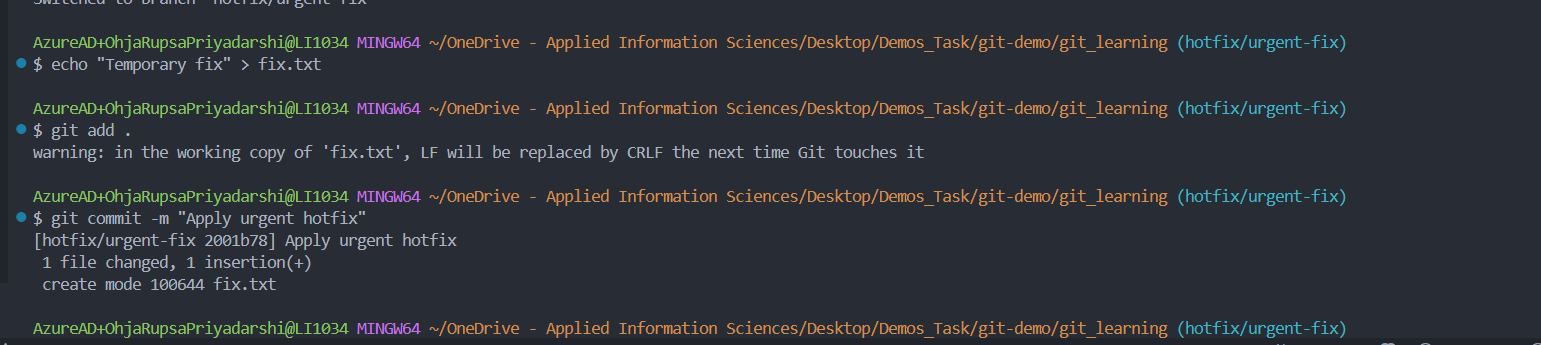 Switched to branch 'hotfix/urgent-fix'
AzureAD+OhjaRupsaPriyadarshi@LI1034 MINGW64 ~/OneDrive - Applied Information Sciences/Desktop/Demos_Task/git-demo/git_learning (hotfix/urgent-fix)
$ echo "Temporary fix" > fix.txt
AzureAD+OhjaRupsaPriyadarshi@LI1034 MINGW64 ~/OneDrive - Applied Information Sciences/Desktop/Demos_Task/git-demo/git_learning (hotfix/urgent-fix)
$ git add .
warning: in the working copy of 'fix.txt', LF will be replaced by CRLF the next time Git touches it
AzureAD+OhjaRupsaPriyadarshi@LI1034 MINGW64 ~/OneDrive - Applied Information Sciences/Desktop/Demos_Task/git-demo/git_learning (hotfix/urgent-fix)
$ git commit -m "Apply urgent hotfix"
[hotfix/urgent-fix 2001b78] Apply urgent hotfix
 1 file changed, 1 insertion(+)
 create mode 100644 fix.txt
AzureAD+OhjaRupsaPriyadarshi@LI1034 MINGW64 ~/OneDrive - Applied Information Sciences/Desktop/Demos_Task/git-demo/git_learning (hotfix/urgent-fix)